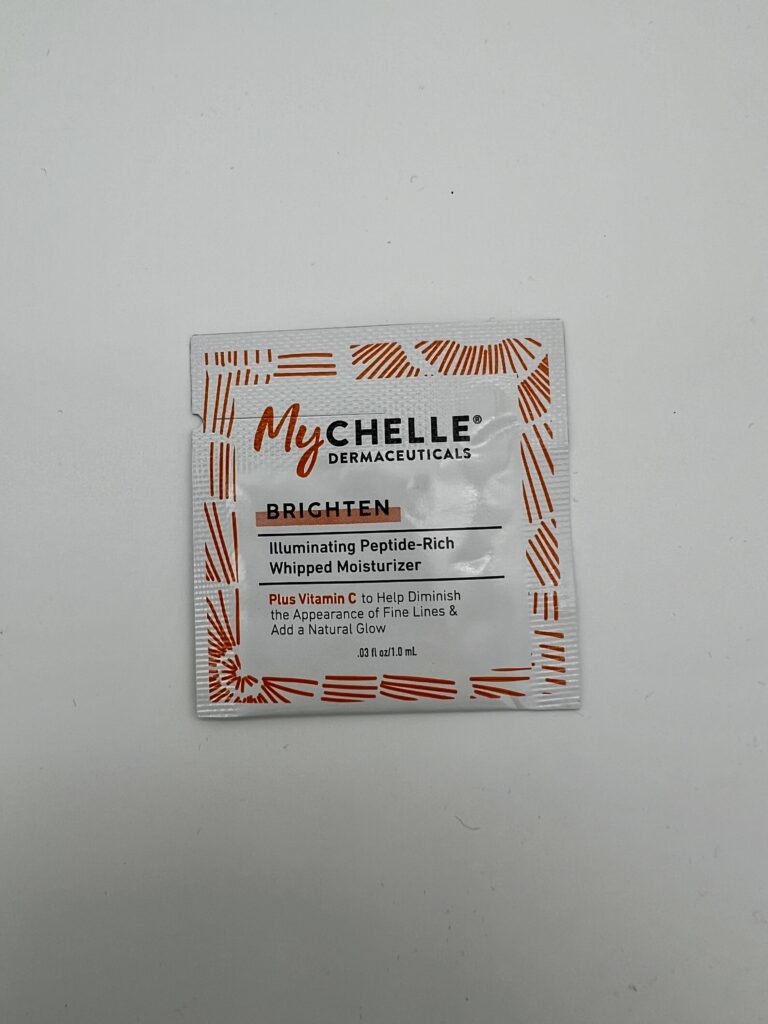 MyCHELLE®
DERMACEUTICALS
BRIGHTEN
Illuminating Peptide-Rich
Whipped Moisturizer
Plus Vitamin C to Help Diminish
the Appearance of Fine Lines &
Add a Natural Glow
.03 fl oz/1.0 mL